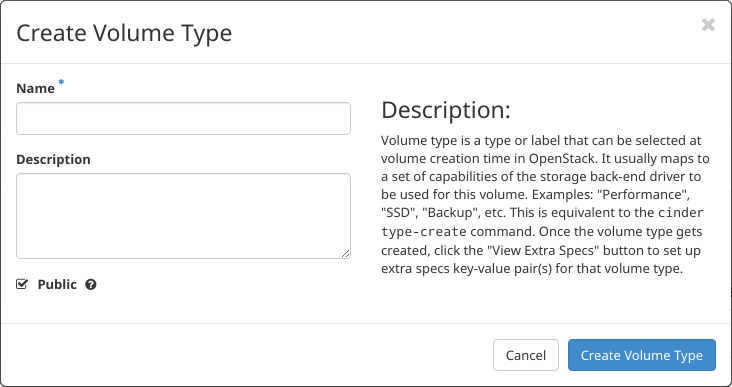 Create Volume Type
×
Name *
Description
Public
Description:
Volume type is a type or label that can be selected at
volume creation time in OpenStack. It usually maps to
a set of capabilities of the storage back-end driver to
be used for this volume. Examples: "Performance",
"SSD", "Backup", etc. This is equivalent to the cinder
type-create command. Once the volume type gets
created, click the "View Extra Specs" button to set up
extra specs key-value pair(s) for that volume type.
Cancel
Create Volume Type